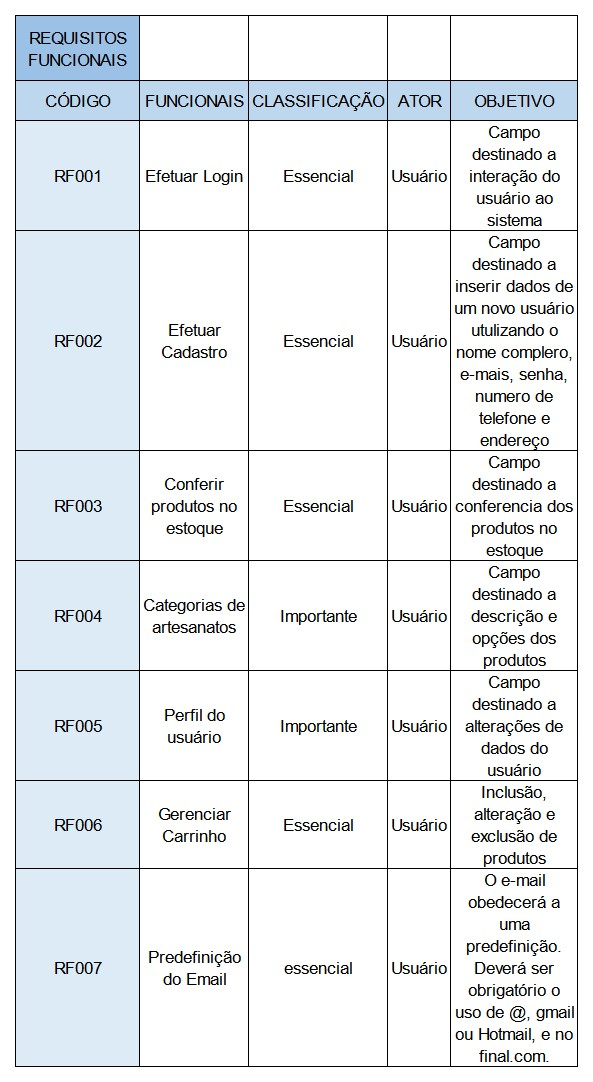 REQUISITOS
FUNCIONAIS
CÓDIGO FUNCIONAIS CLASSIFICAÇÃO ATOR OBJETIVO
RF001
Efetuar Login
Essencial
Usuário
Campo
destinado a
interação do
usuário ao
sistema
RF002
Efetuar
Cadastro
Essencial
Usuário
Campo
destinado a
inserir dados de
um novo usuário
utulizando o
nome complero,
e-mais, senha,
numero de
telefone e
endereço
RF003
Conferir
produtos no
estoque
Essencial
Usuário
Campo
destinado a
conferencia dos
produtos no
estoque
RF004
Categorias de
artesanatos
Importante
Usuário
Campo
destinado a
descrição e
opções dos
produtos
RF005
Perfil do
usuário
Importante
Usuário
Campo
destinado a
alterações de
dados do
usuário
RF006
Gerenciar
Carrinho
Essencial
Usuário
Inclusão,
alteração e
exclusão de
produtos
RF007
Predefinição
do Email
essencial
Usuário
O e-mail
obedecerá a
uma
predefinição.
Deverá ser
obrigatório o
uso de @, gmail
ou Hotmail, e no
final.com.